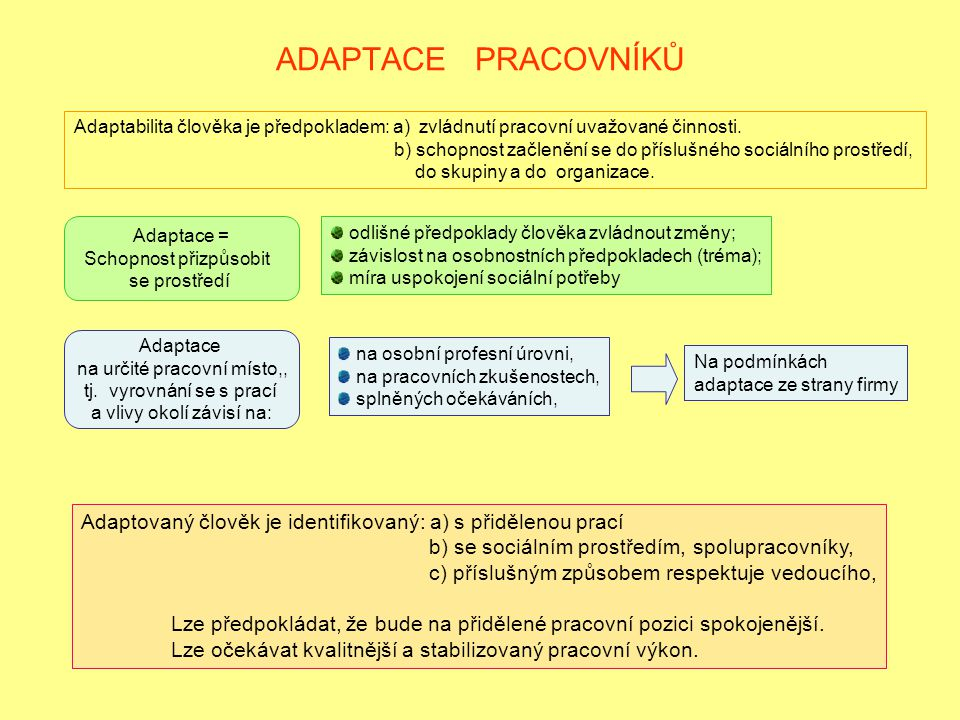 ADAPTACE PRACOVNÍKŮ
Adaptabilita člověka je předpokladem: a) zvládnutí pracovní uvažované činnosti.
b) schopnost začlenění se do příslušného sociálního prostředí,
do skupiny a do organizace.
Adaptace =
Schopnost přizpůsobit
se prostředí
odlišné předpoklady člověka zvládnout změny;
závislost na osobnostních předpokladech (tréma);
míra uspokojení sociální potřeby
Adaptace
na určité pracovní místo,,
tj. vyrovnání se s prací
a vlivy okolí závisí na:
na osobní profesní úrovni,
na pracovních zkušenostech,
splněných očekáváních,
Na podmínkách
adaptace ze strany firmy
Adaptovaný člověk je identifikovaný: a) s přidělenou prací
b) se sociálním prostředím, spolupracovníky,
c) příslušným způsobem respektuje vedoucího,
Lze předpokládat, že bude na přidělené pracovní pozici spokojenější.
Lze očekávat kvalitnější a stabilizovaný pracovní výkon.